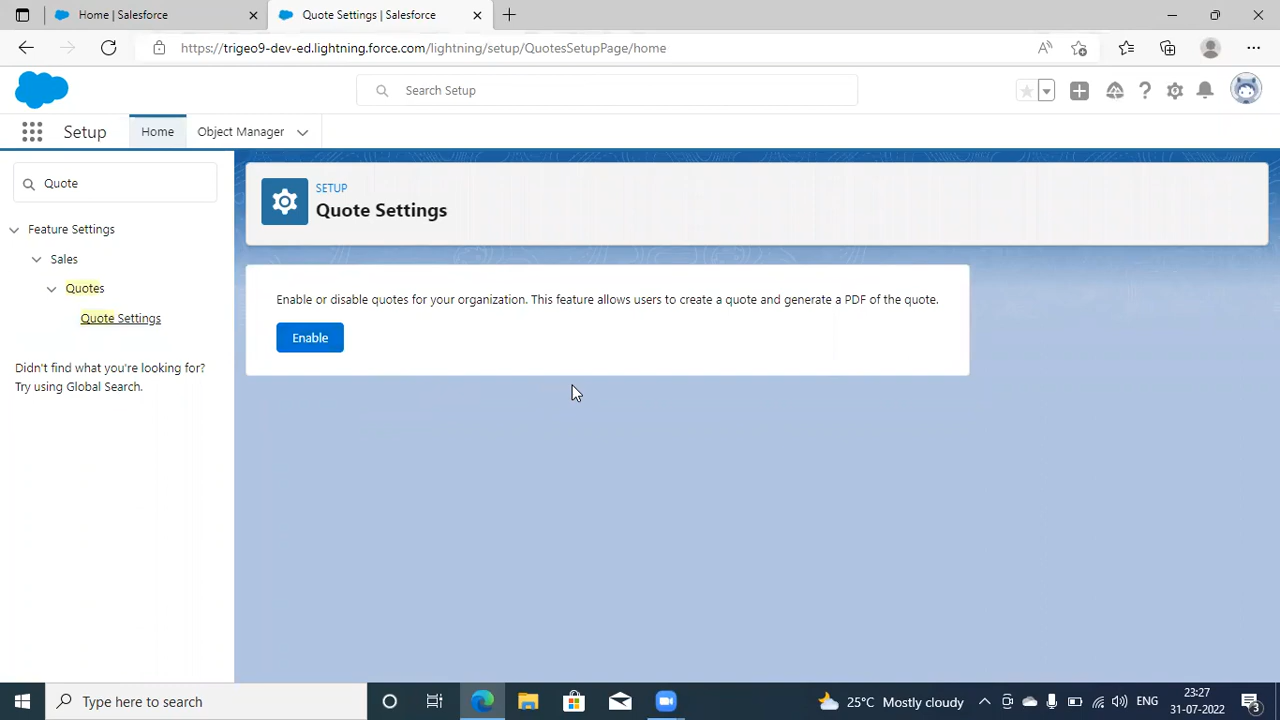 Home | Salesforce
Quote Settings | Salesforce
https://trigeo9-dev-ed.lightning.force.com/lightning/setup/QuotesSetupPage/home
Search Setup
Setup
Home
Object Manager
Quote
Feature Settings
Sales
Quotes
Quote Settings
Didn't find what you're looking for?
Try using Global Search.
SETUP
Quote Settings
Enable or disable quotes for your organization. This feature allows users to create a quote and generate a PDF of the quote.
Enable
Type here to search
25°C Mostly cloudy
ENG
23:27
31-07-2022
3